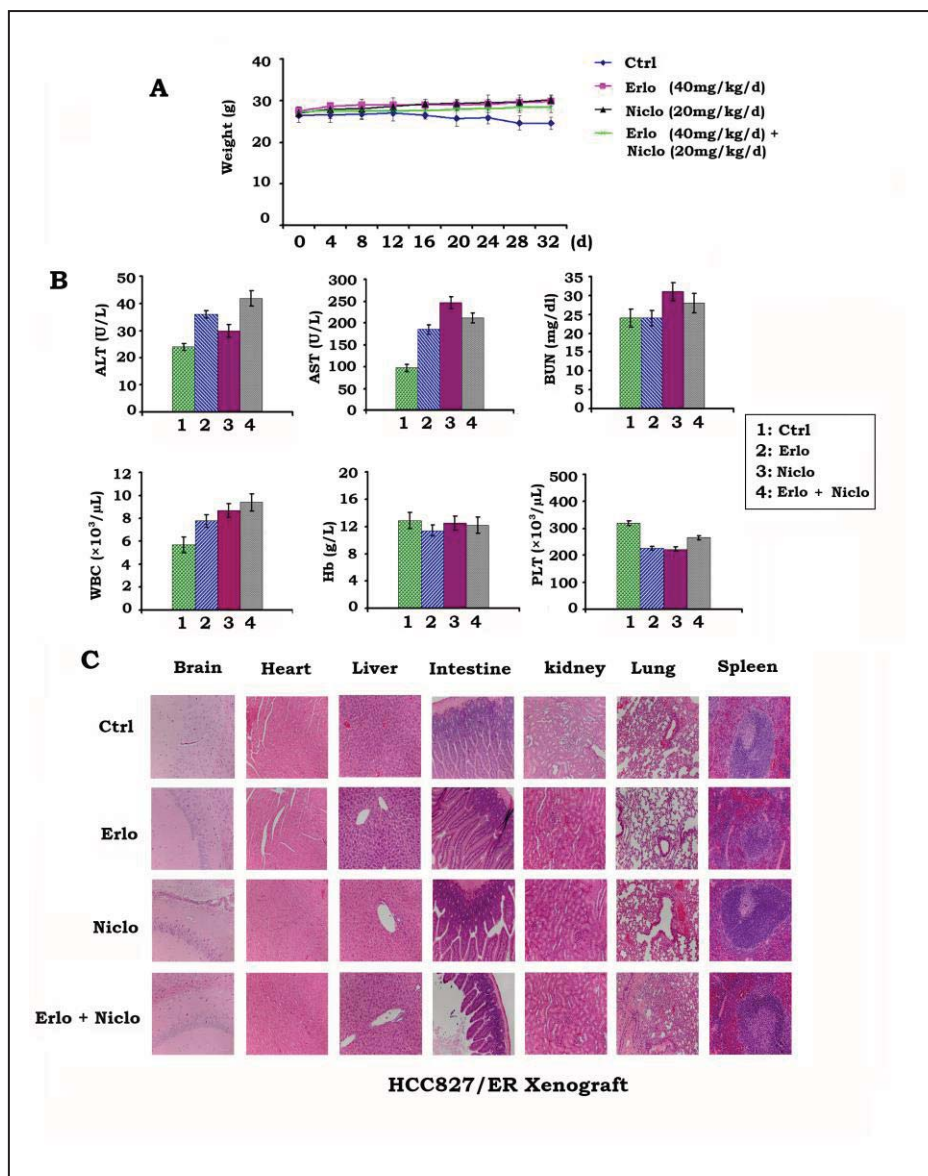 A
Weight (g)
40
30
20
10
0
0 4 8 12 16 20 24 28 32 (d)
Ctrl
Erlo (40mg/kg/d)
Niclo (20mg/kg/d)
Erlo (40mg/kg/d) +
Niclo (20mg/kg/d)
B
ALT (U/L)
50
40
30
20
10
0
1 2 3 4
AST (U/L)
300
250
200
150
100
50
0
1 2 3 4
BUN (mg/dl)
35
30
25
20
15
10
5
0
1 2 3 4
1: Ctrl
2: Erlo
3: Niclo
4: Erlo + Niclo
WBC (×10³/µL)
12
10
8
6
4
2
0
1 2 3 4
Hb (g/L)
20
16
12
8
4
0
1 2 3 4
PLT (×10³/µL)
500
400
300
200
100
0
1 2 3 4
C
Brain Heart Liver Intestine kidney Lung Spleen
Ctrl
Erlo
Niclo
Erlo + Niclo
HCC827/ER Xenograft